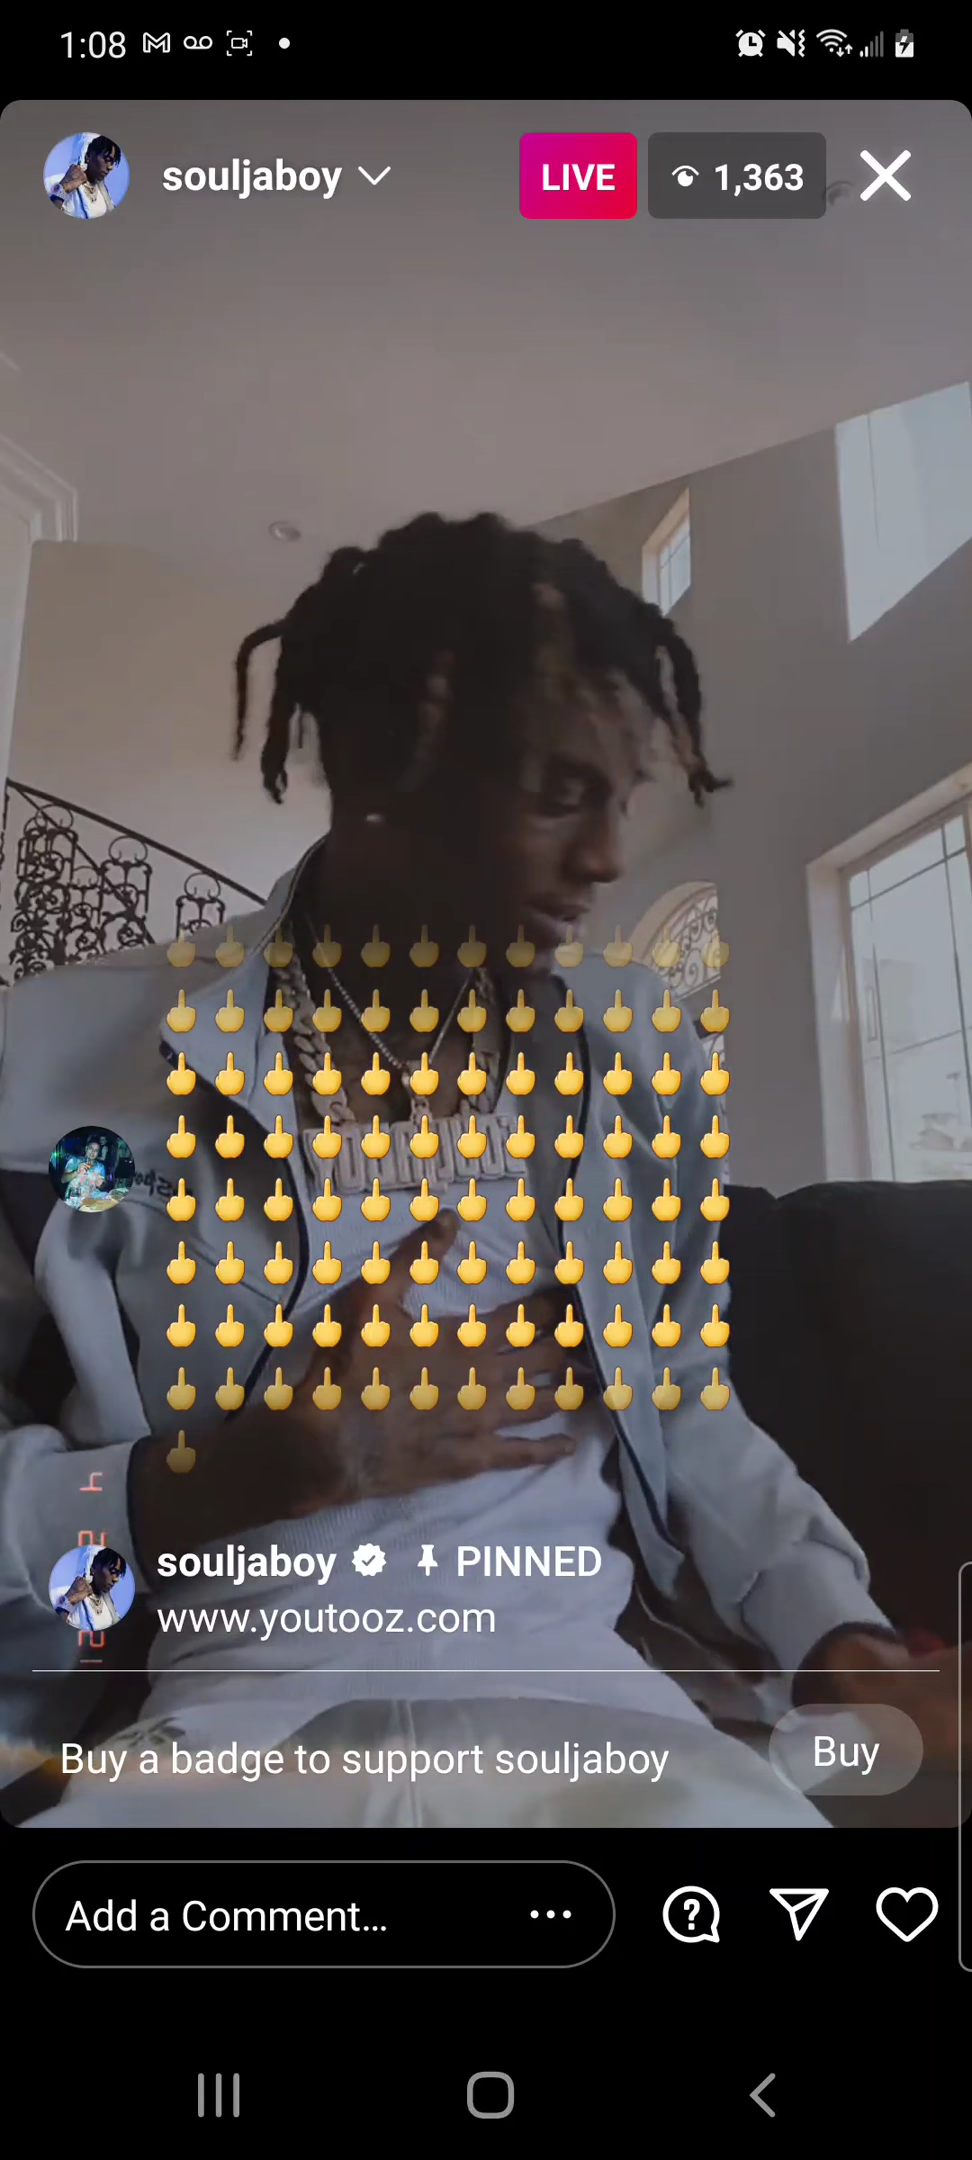 1:08
souljaboy
LIVE
1,363
souljaboy PINNED
www.youtooz.com
Buy a badge to support souljaboy
Buy
Add a Comment...